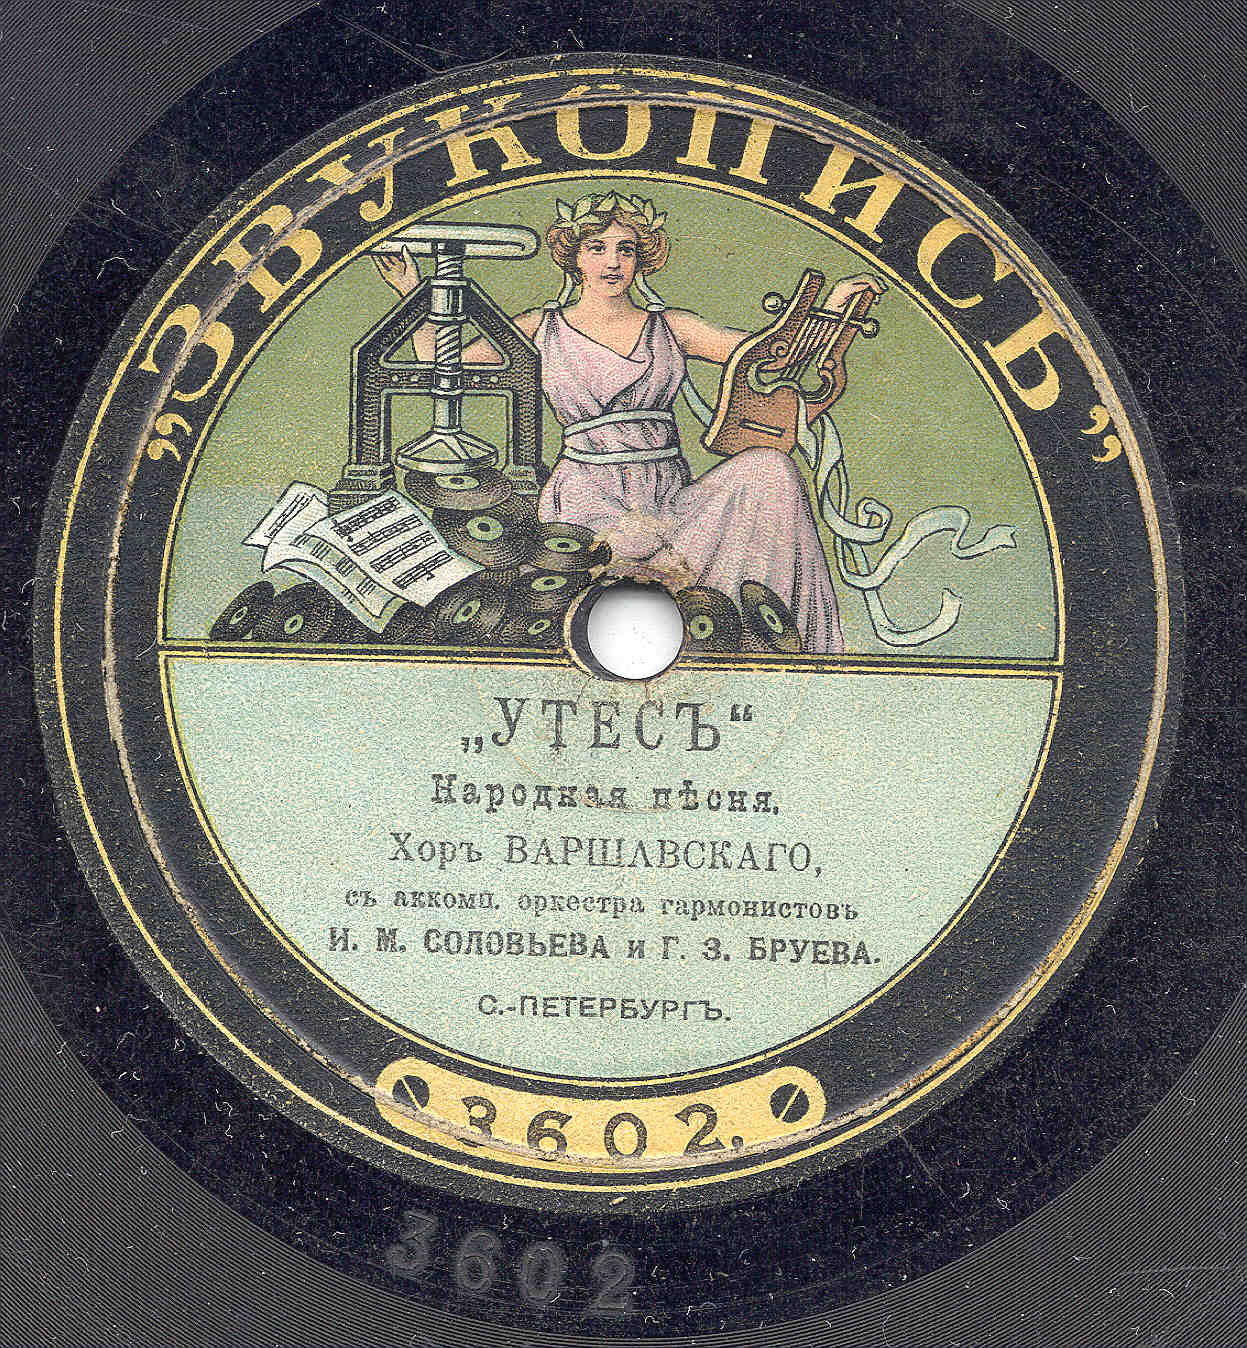 „ЗВУКОПИСЬ”
„УТЕСЪ“
Народная пѣсня.
Хоръ ВАРШАВСКАГО,
съ аккомп. оркестра гармонистовъ
И. М. СОЛОВЬЕВА и Г. З. БРУЕВА.
С.-ПЕТЕРБУРГЪ.
3602.
3602